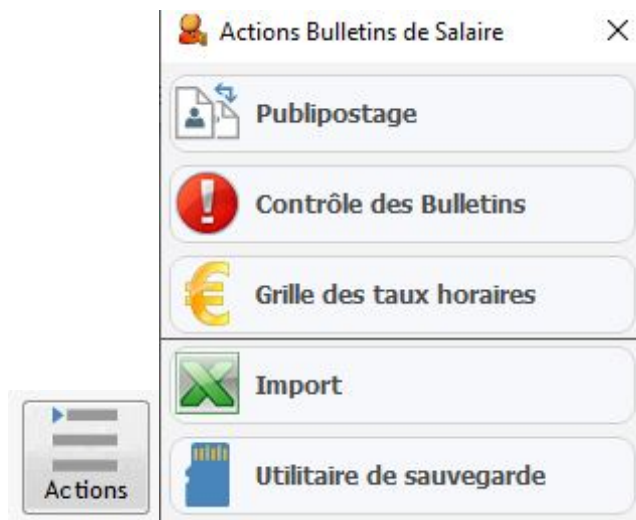 Actions Bulletins de Salaire
Publipostage
Contrôle des Bulletins
Grille des taux horaires
Import
Utilitaire de sauvegarde
Actions